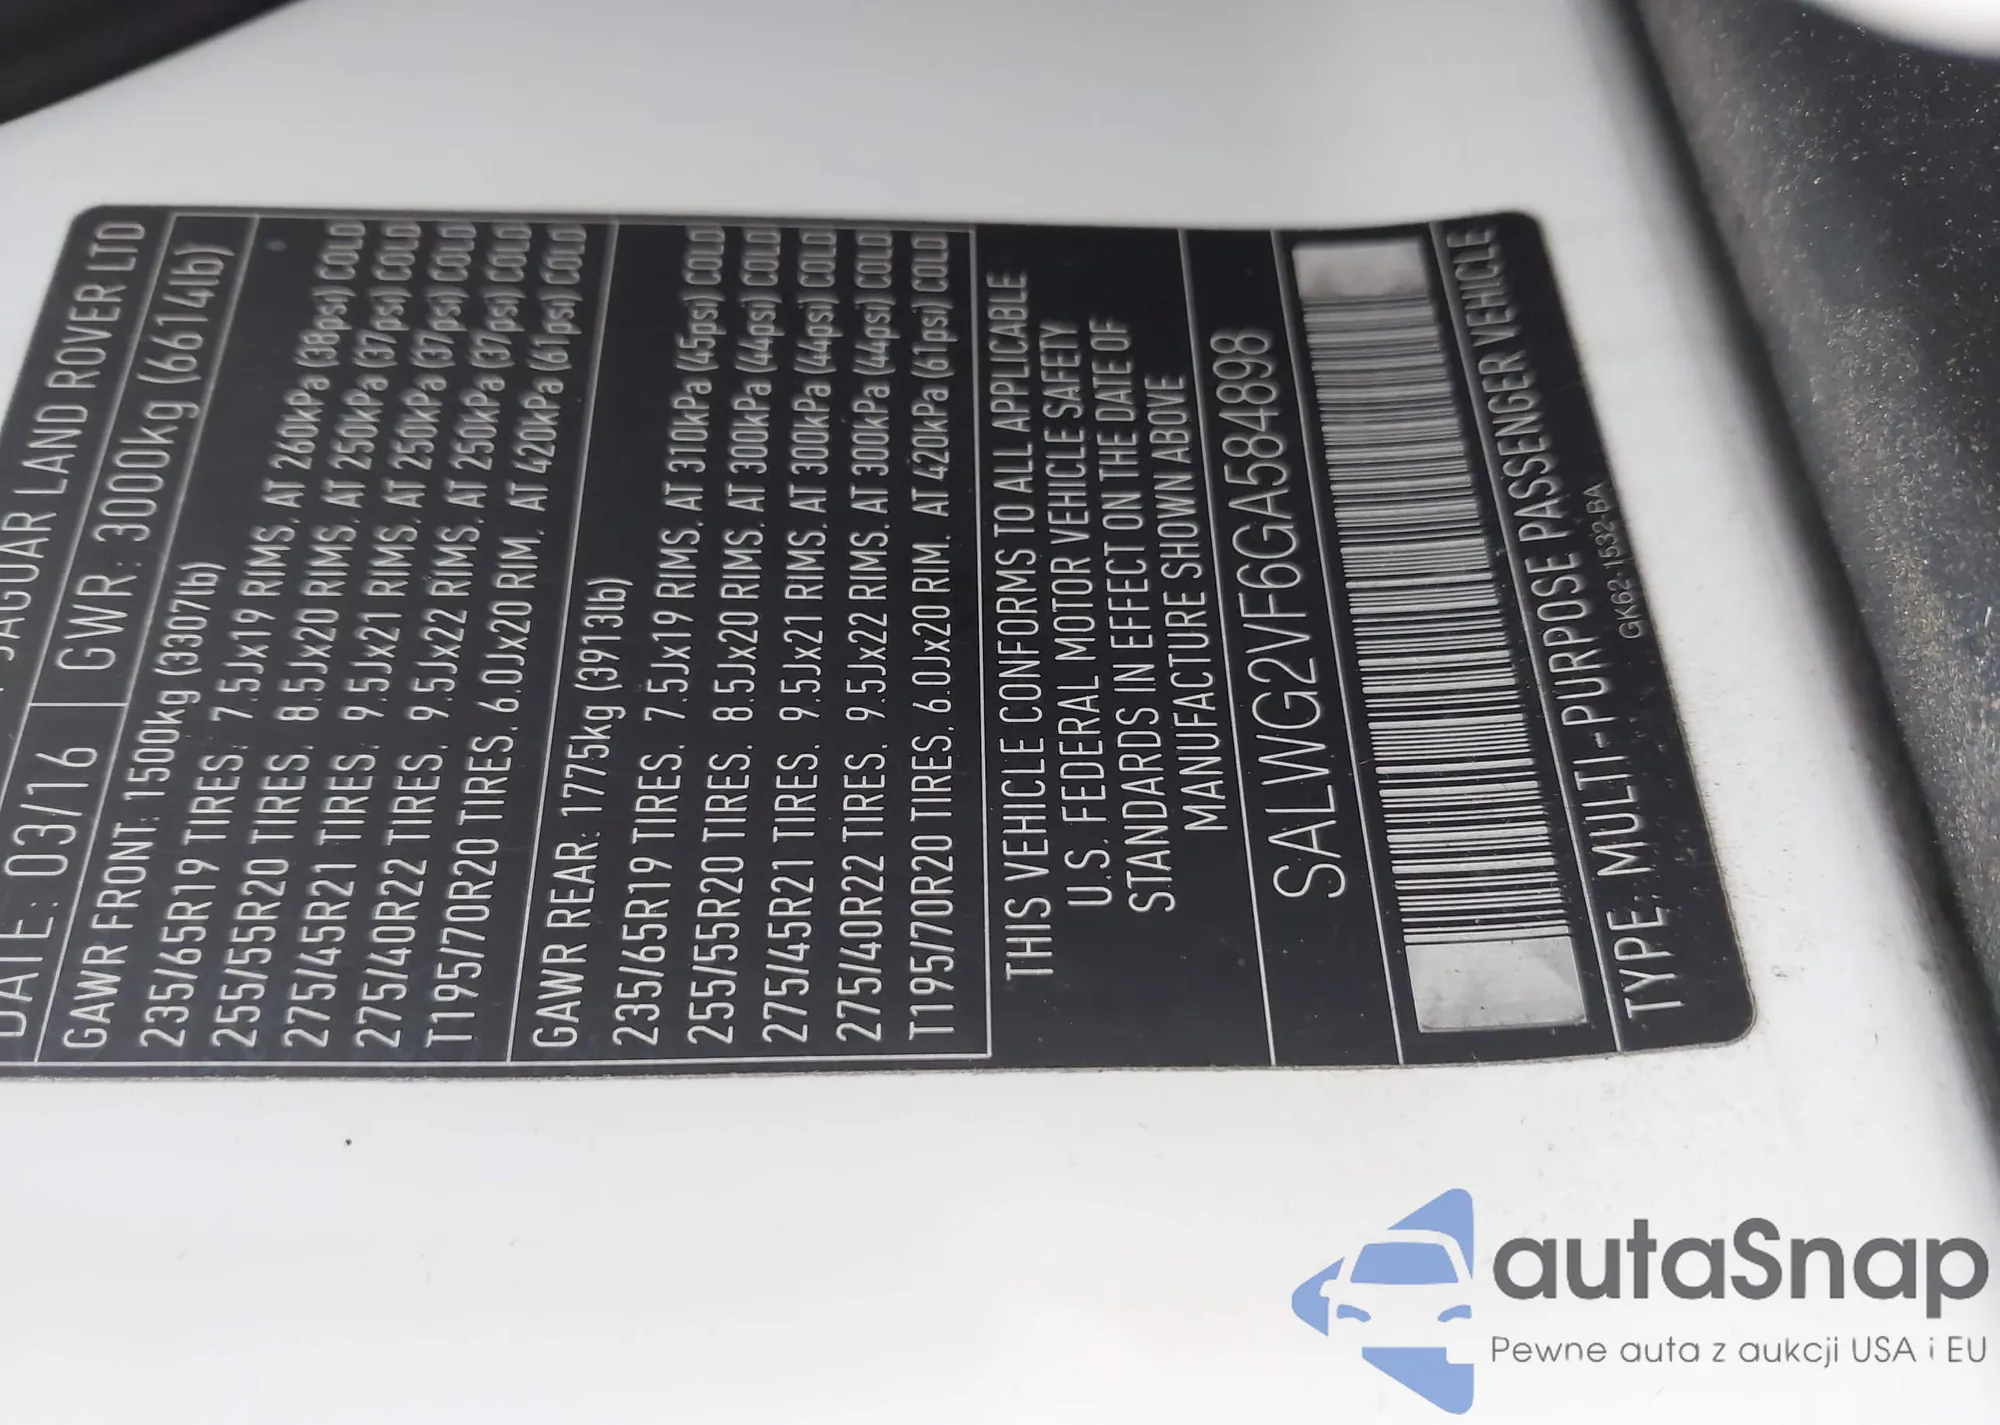 JAGUAR LAND ROVER LTD
DATE: 03/16 GWR: 3000kg (6614lb)
GAWR FRONT: 1500kg (3307lb)
235/65R19 TIRES. 7.5Jx19 RIMS. AT 260kPa (38psi) COLD
255/55R20 TIRES. 8.5Jx20 RIMS. AT 250kPa (37psi) COLD
275/45R21 TIRES. 9.5Jx21 RIMS. AT 250kPa (37psi) COLD
275/40R22 TIRES. 9.5Jx22 RIMS. AT 250kPa (37psi) COLD
T195/70R20 TIRES. 6.0Jx20 RIM. AT 420kPa (61psi) COLD
GAWR REAR: 1775kg (3913lb)
235/65R19 TIRES. 7.5Jx19 RIMS. AT 310kPa (45psi) COLD
255/55R20 TIRES. 8.5Jx20 RIMS. AT 300kPa (44psi) COLD
275/45R21 TIRES. 9.5Jx21 RIMS. AT 300kPa (44psi) COLD
275/40R22 TIRES. 9.5Jx22 RIMS. AT 300kPa (44psi) COLD
T195/70R20 TIRES. 6.0Jx20 RIM. AT 420kPa (61psi) COLD
THIS VEHICLE CONFORMS TO ALL APPLICABLE
U.S. FEDERAL MOTOR VEHICLE SAFETY
STANDARDS IN EFFECT ON THE DATE OF
MANUFACTURE SHOWN ABOVE
SALWG2VF6GA584898
TYPE: MULTI-PURPOSE PASSENGER VEHICLE
GK62-1532-BA
autaSnap
Pewne auta z aukcji USA i EU